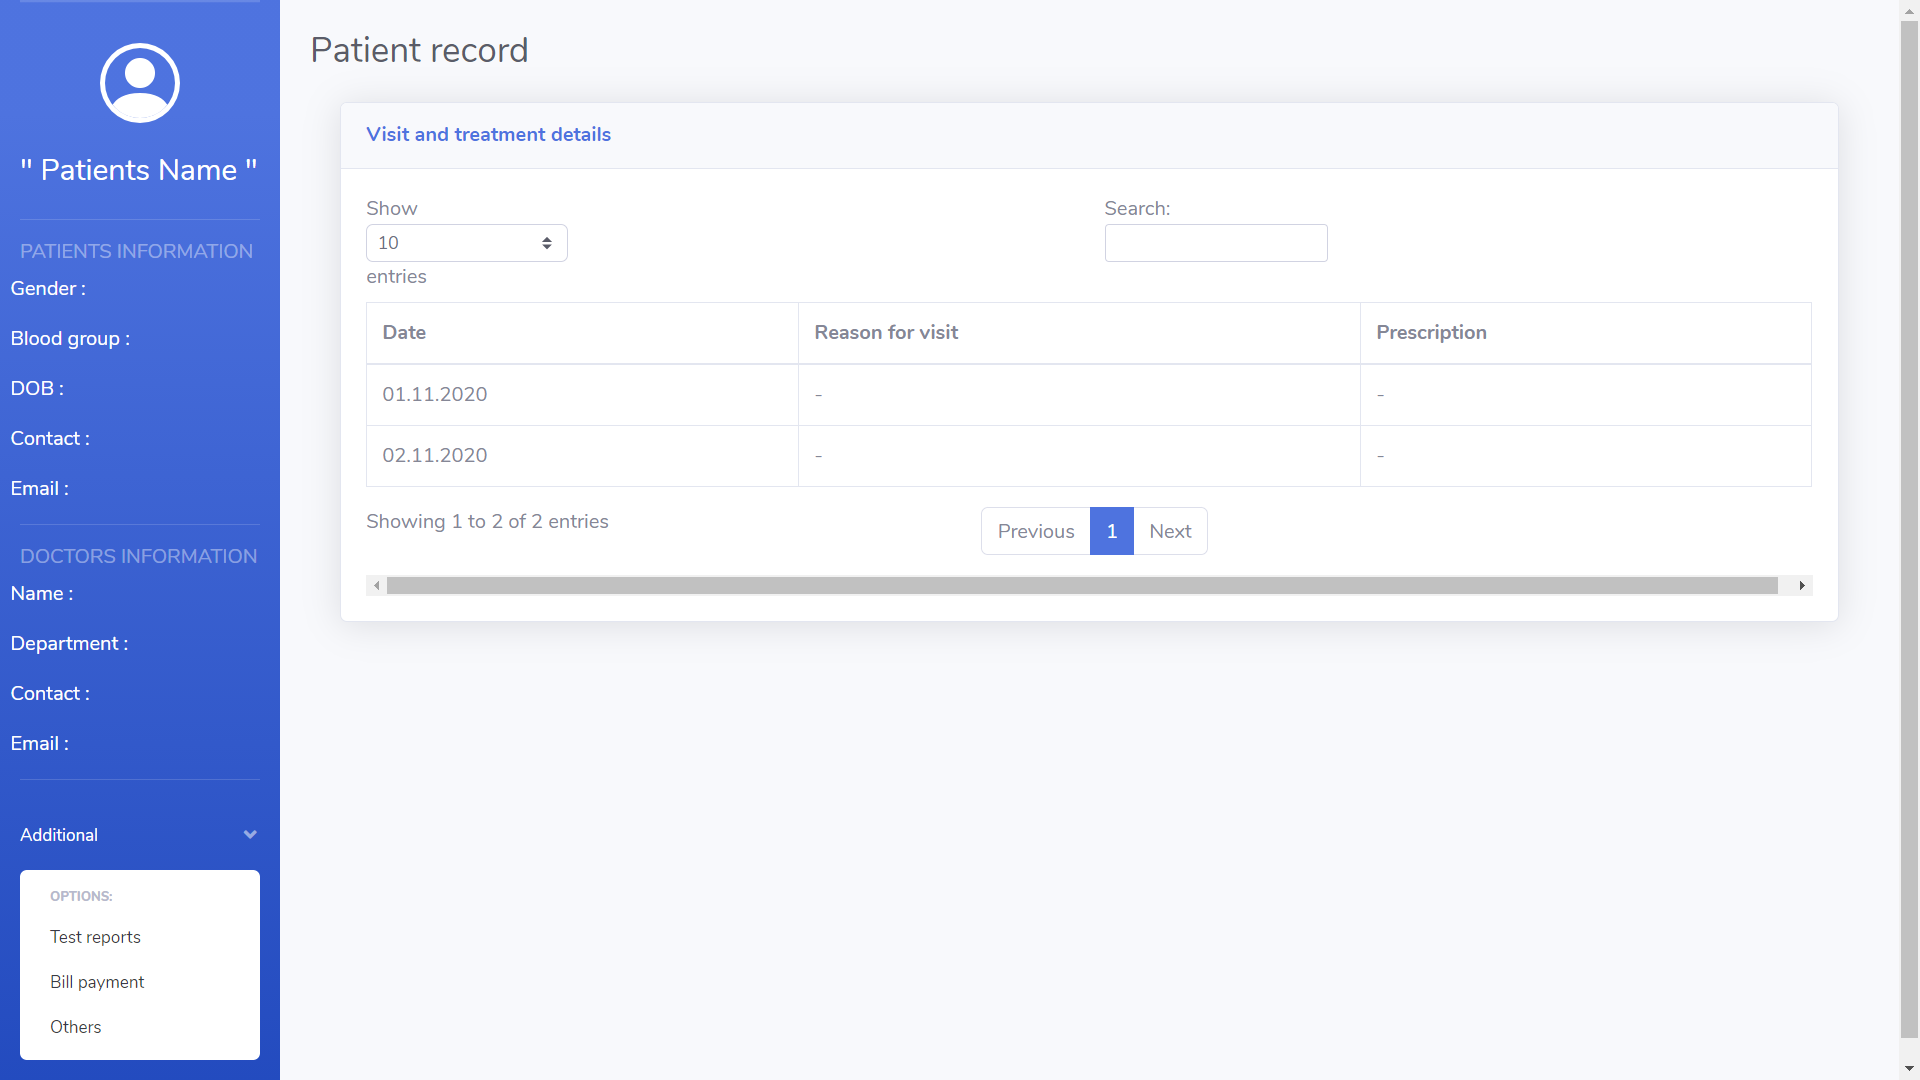 " Patients Name "
PATIENTS INFORMATION
Gender :
Blood group :
DOB :
Contact :
Email :
DOCTORS INFORMATION
Name :
Department :
Contact :
Email :
Additional
OPTIONS:
Test reports
Bill payment
Others
Patient record
Visit and treatment details
Show
10
entries
Search:
Date Reason for visit Prescription
01.11.2020 - -
02.11.2020 - -
Showing 1 to 2 of 2 entries
Previous 1 Next